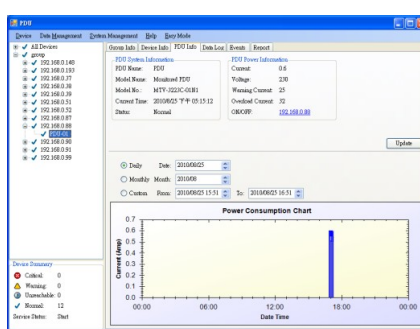 PDU
Device Data Management System Management Help Easy Mode
All Devices
group
192.168.0.168
192.168.0.193
192.168.0.37
192.168.0.38
192.168.0.39
192.168.0.51
192.168.0.52
192.168.0.87
192.168.0.88
PDU-01
192.168.0.90
192.168.0.91
192.168.0.99
Device Summary
Critical: 0
Warning: 0
Unreachable: 0
Normal: 12
Service Status: Start
Group Info Device Info PDU Info Data Log Events Report
PDU System Information
PDU Name: PDU
Model Name: Monitored PDU
Model No.: MTV-J223C-01B1
Current Time: 2010/8/25 下午 05:15:12
Status: Normal
PDU Power Information
Current: 0.6
Voltage: 230
Warning Current: 25
Overload Current: 32
ON/OFF: 192.168.0.88
Update
Daily Date: 2010/08/25
Monthly Month: 2010/08
Custom From: 2010/08/25 15:51 To: 2010/08/25 16:51
Power Consumption Chart
Current (Amp)
0.7
0.6
0.5
0.4
0.3
0.2
0.1
0.0
00:00 06:00 12:00 18:00 00:00
Date Time